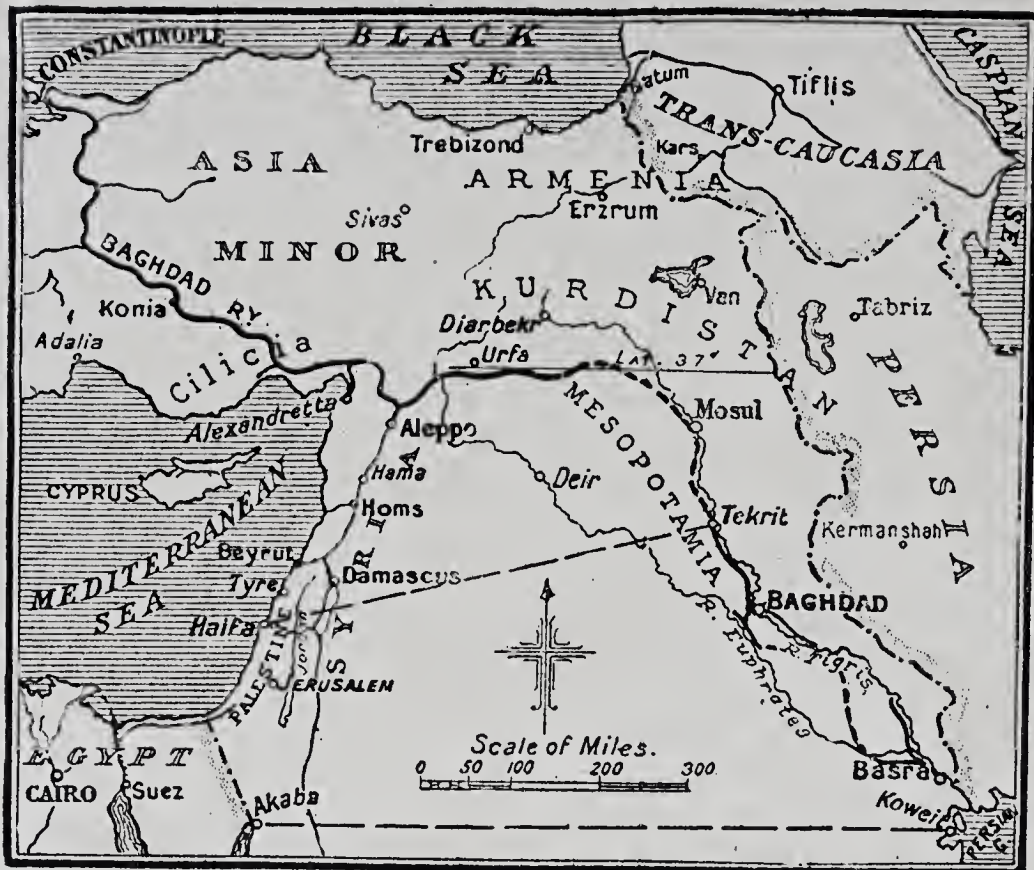 CONSTANTINOPLE
BLACK
SEA
CASPIAN
SEA
atum
Tiflis
TRANS-CAUCASIA
Trebizond
Kars
ASIA
ARMENIA
Erzrum
Sivas
MINOR
BAGHDAD RY.
KURDISTAN
Van
Tabriz
Konia
Diarbekr
Adalia
Cilicia
Urfa
LAT. 37°
PERSIA
Alexandretta
Aleppo
MESOPOTAMIA
Mosul
Hama
Deir
CYPRUS
Homs
SYRIA
Tekrit
Kermanshah
MEDITERRANEAN
SEA
Beyrut
Tyre
Damascus
BAGHDAD
Haifa
R. Tigris
R. Euphrates
PALESTINE
Jordan
ERUSALEM
Scale of Miles.
0 50 100 200 300
EGYPT
CAIRO
Suez
Akaba
Basra
Koweit
PERSIAN
G.